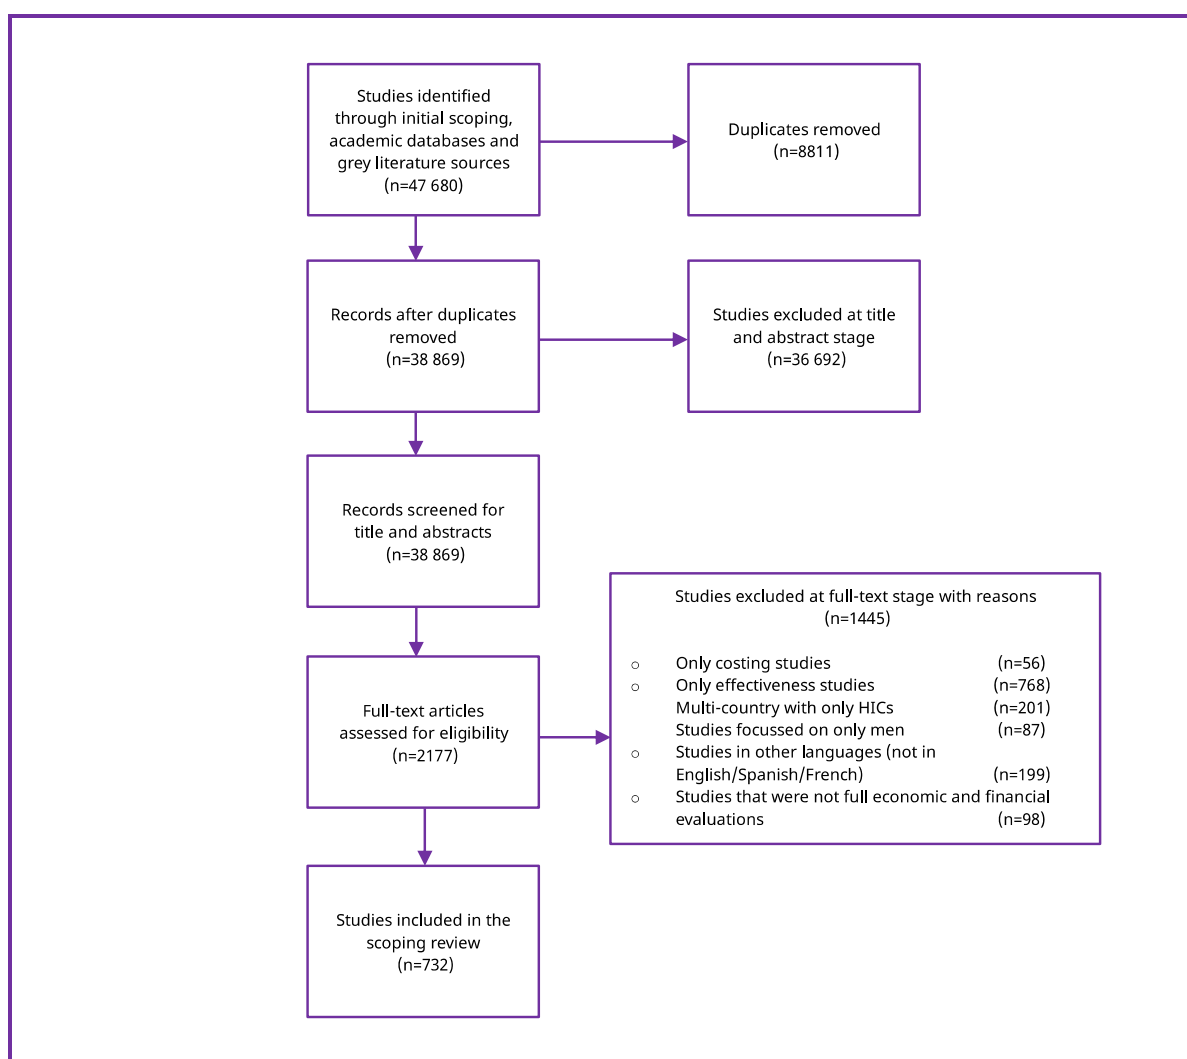 Studies identified
through initial scoping,
academic databases and
grey literature sources
(n=47 680)
Duplicates removed
(n=8811)
Records after duplicates
removed
(n=38 869)
Studies excluded at title
and abstract stage
(n=36 692)
Records screened for
title and abstracts
(n=38 869)
Full-text articles
assessed for eligibility
(n=2177)
Studies excluded at full-text stage with reasons
(n=1445)
○ Only costing studies (n=56)
○ Only effectiveness studies (n=768)
Multi-country with only HICs (n=201)
Studies focussed on only men (n=87)
○ Studies in other languages (not in
English/Spanish/French) (n=199)
○ Studies that were not full economic and financial
evaluations (n=98)
Studies included in the
scoping review
(n=732)